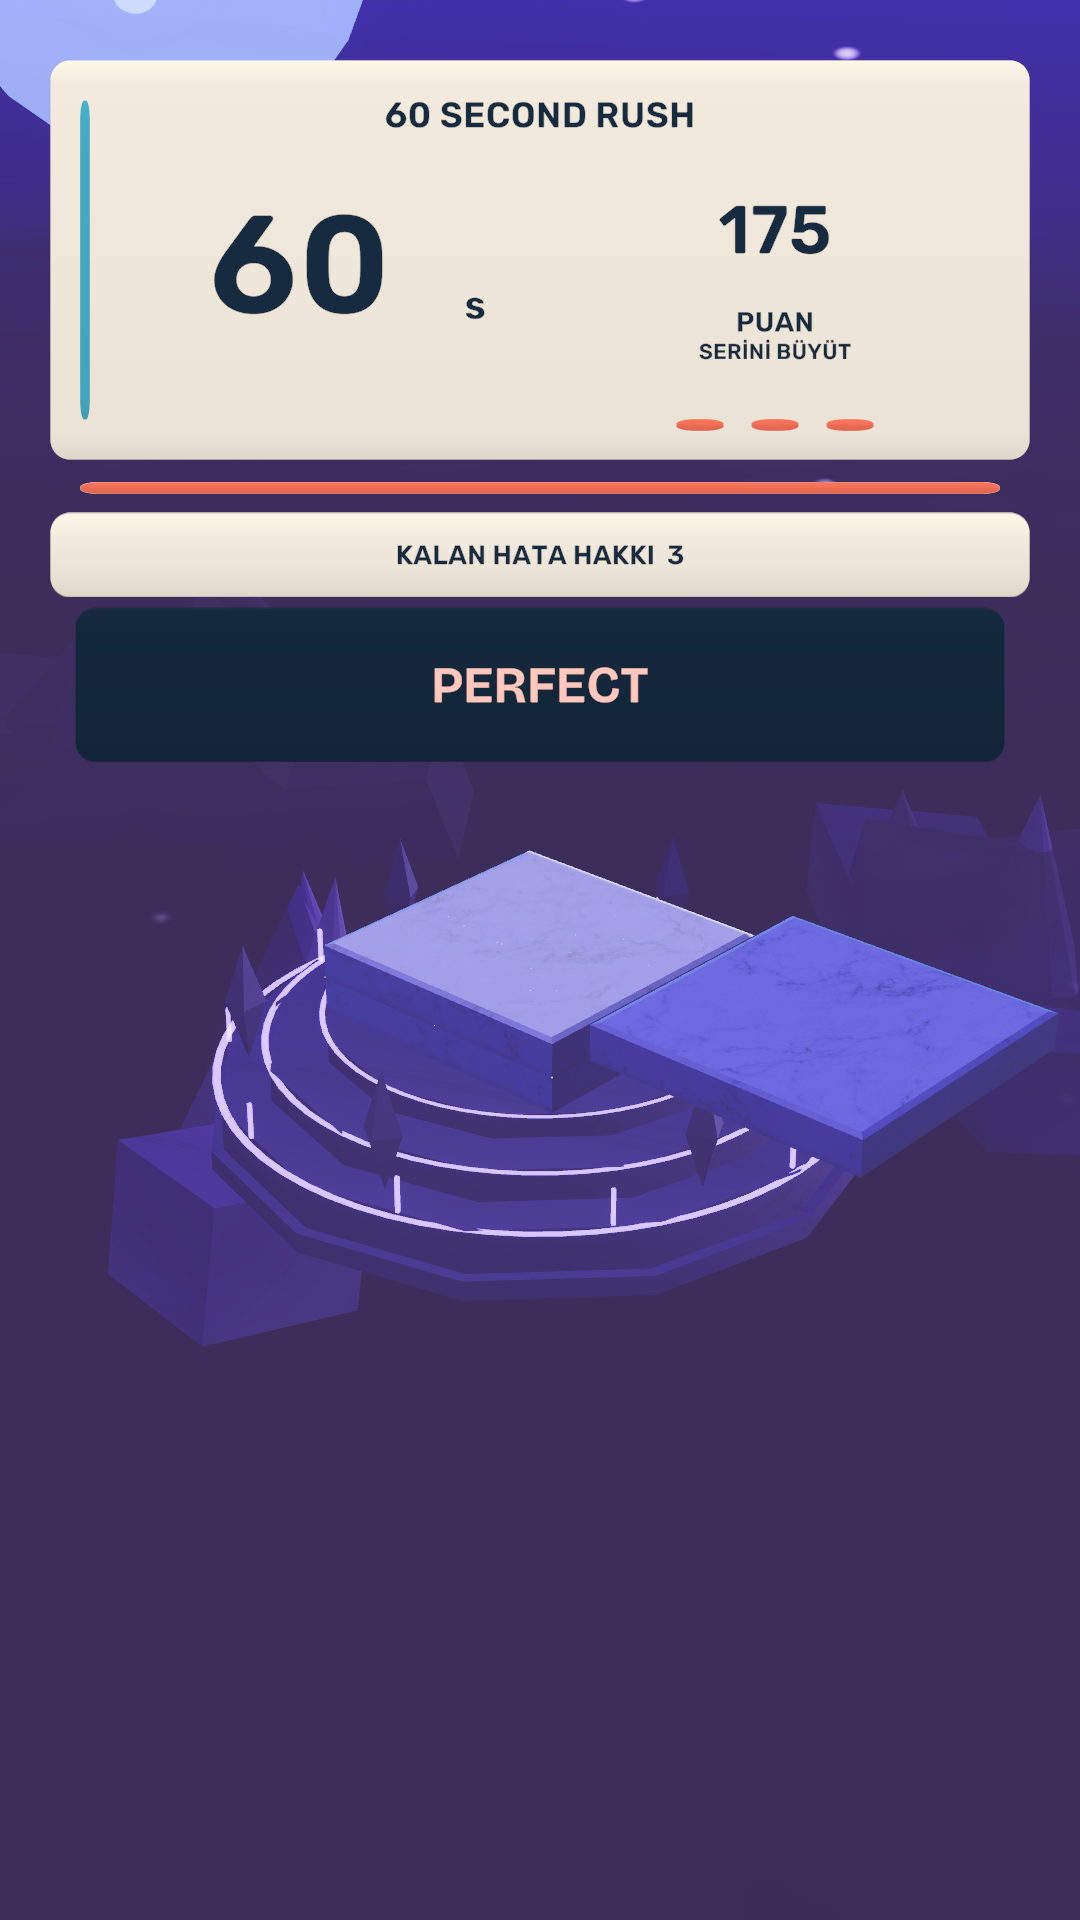 60 SECOND RUSH
60 s
175
PUAN
SERİNİ BÜYÜT
KALAN HATA HAKKI 3
PERFECT